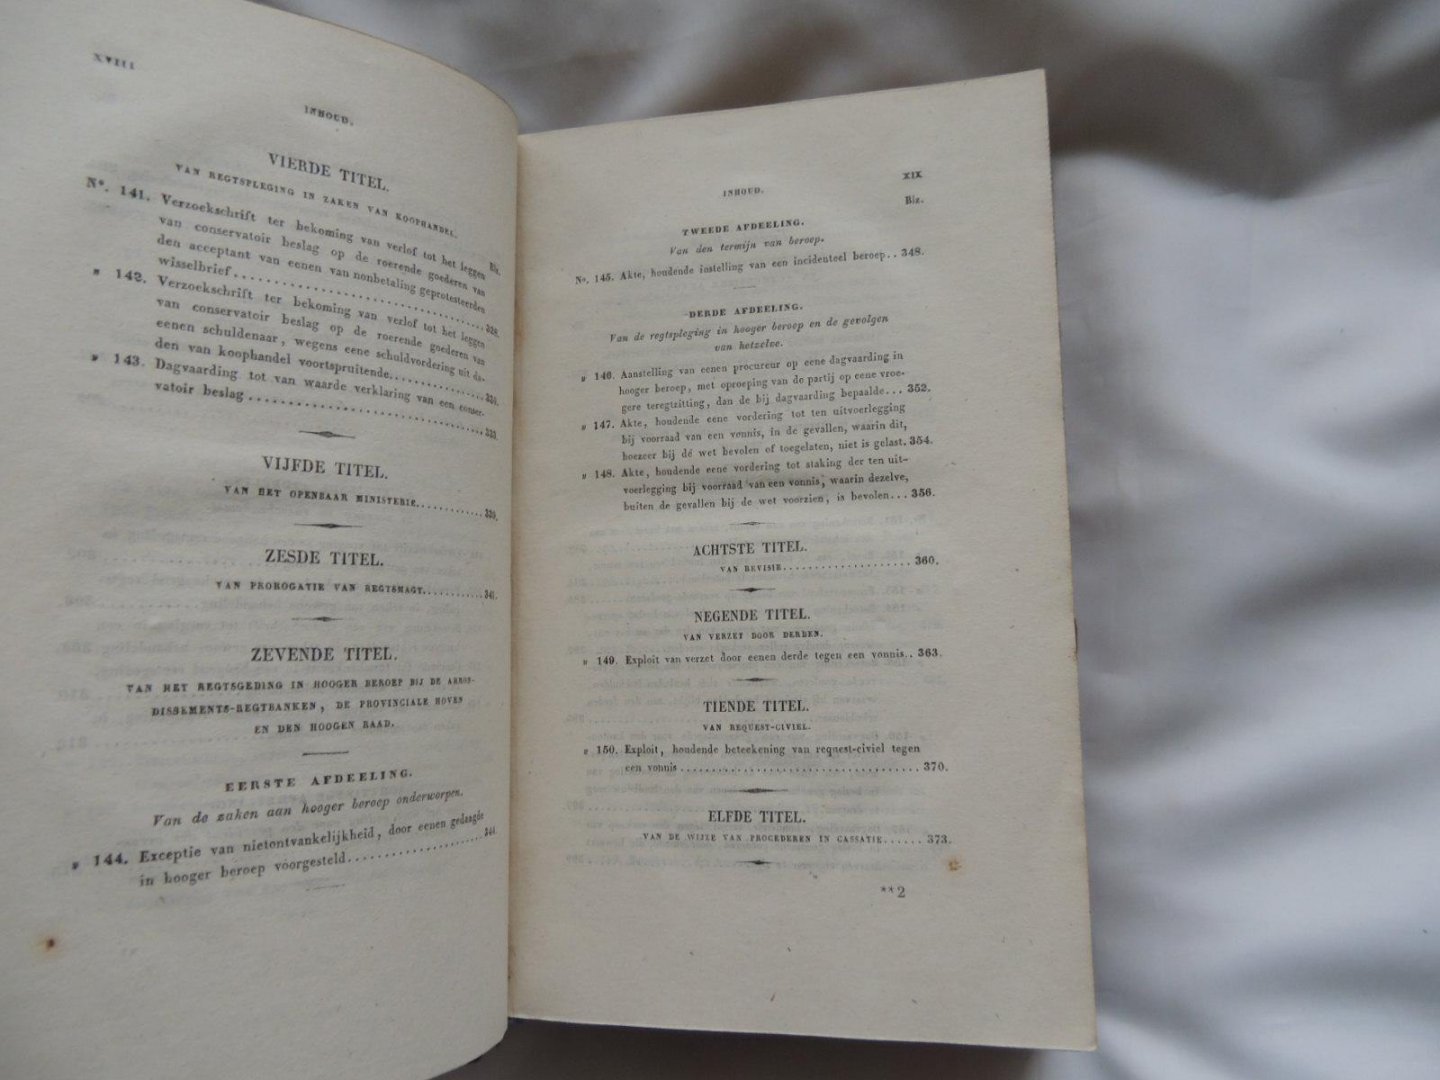 XVIII
INHOUD.
VIERDE TITEL.
VAN REGTSPLEGING IN ZAKEN VAN KOOPHANDEL.
Blz.
No. 141. Verzoekschrift ter bekoming van verlof tot het leggen
van conservatoir beslag op de roerende goederen van
den acceptant van eenen van nonbetaling geprotesteerden
wisselbrief.................................328.
" 142. Verzoekschrift ter bekoming van verlof tot het leggen
van conservatoir beslag op de roerende goederen van
eenen schuldenaar, wegens eene schuldvordering uit da-
den van koophandel voortspruitende.............
" 143. Dagvaarding tot van waarde verklaring van een conser-
vatoir beslag...............................
VIJFDE TITEL.
VAN HET OPENBAAR MINISTERIE............
ZESDE TITEL.
VAN PROROGATIE VAN REGTSMAGT............341.
ZEVENDE TITEL.
VAN HET REGTSGEDING IN HOOGER BEROEP BIJ DE ARRON-
DISSEMENTS-REGTBANKEN, DE PROVINCIALE HOVEN
EN DEN HOOGEN RAAD.
EERSTE AFDEELING.
Van de zaken aan hooger beroep onderworpen.
" 144. Exceptie van nietontvankelijkheid, door eenen gedaagde
in hooger beroep voorgesteld....................344.
XIX
INHOUD.
Blz.
TWEEDE AFDEELING.
Van den termijn van beroep.
No. 145. Akte, houdende instelling van een incidenteel beroep..348.
DERDE AFDEELING.
Van de regtspleging in hooger beroep en de gevolgen
van hetzelve.
" 146. Aanstelling van eenen procureur op eene dagvaarding in
hooger beroep, met oproeping van de partij op eene vroe-
gere teregtzitting, dan de bij dagvaarding bepaalde...352.
" 147. Akte, houdende eene vordering tot ten uitvoerlegging
bij voorraad van een vonnis, in de gevallen, waarin dit,
hoezeer bij de wet bevolen of toegelaten, niet is gelast.354.
" 148. Akte, houdende eene vordering tot staking der ten uit-
voerlegging bij voorraad van een vonnis, waarin dezelve,
buiten de gevallen bij de wet voorzien, is bevolen...356.
ACHTSTE TITEL.
VAN REVISIE....................360.
NEGENDE TITEL.
VAN VERZET DOOR DERDEN.
" 149. Exploit van verzet door eenen derde tegen een vonnis..363.
TIENDE TITEL.
VAN REQUEST-CIVIEL.
" 150. Exploit, houdende beteekening van request-civiel tegen
een vonnis....................................370.
ELFDE TITEL.
VAN DE WIJZE VAN PROCEDEREN IN CASSATIE......373.
**2